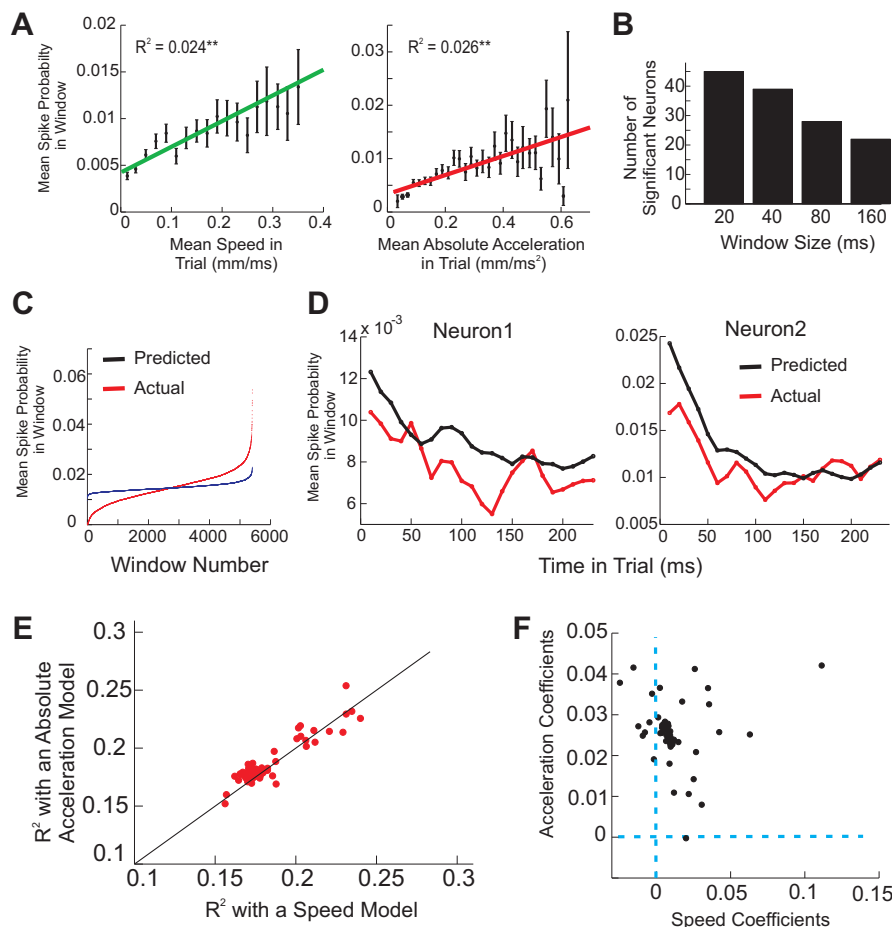 A
Mean Spike Probabilty
in Window
0.02
0.015
0.01
0.005
0
R² = 0.024**
0
0.1
0.2
0.3
0.4
Mean Speed in
Trial (mm/ms)
0.03
0.02
0.01
0
R² = 0.026**
0
0.2
0.4
0.6
Mean Absolute Acceleration
in Trial (mm/ms²)
B
Number of
Significant Neurons
40
30
20
10
0
20
40
80
160
Window Size (ms)
C
Mean Spike Probabilty
in Window
0.06
0.04
0.02
0
Predicted
Actual
0
2000
4000
6000
Window Number
D
Mean Spike Probabilty
in Window
14 x 10⁻³
12
10
8
6
Neuron1
0
50
100
150
200
0.025
0.02
0.015
0.01
0.005
Neuron2
Predicted
Actual
0
50
100
150
200
Time in Trial (ms)
E
R² with an Absolute
Acceleration Model
0.3
0.25
0.2
0.15
0.1
0.1
0.15
0.2
0.25
0.3
R² with a Speed Model
F
Acceleration Coefficients
0.05
0.04
0.03
0.02
0.01
0
0
0.05
0.1
0.15
Speed Coefficients